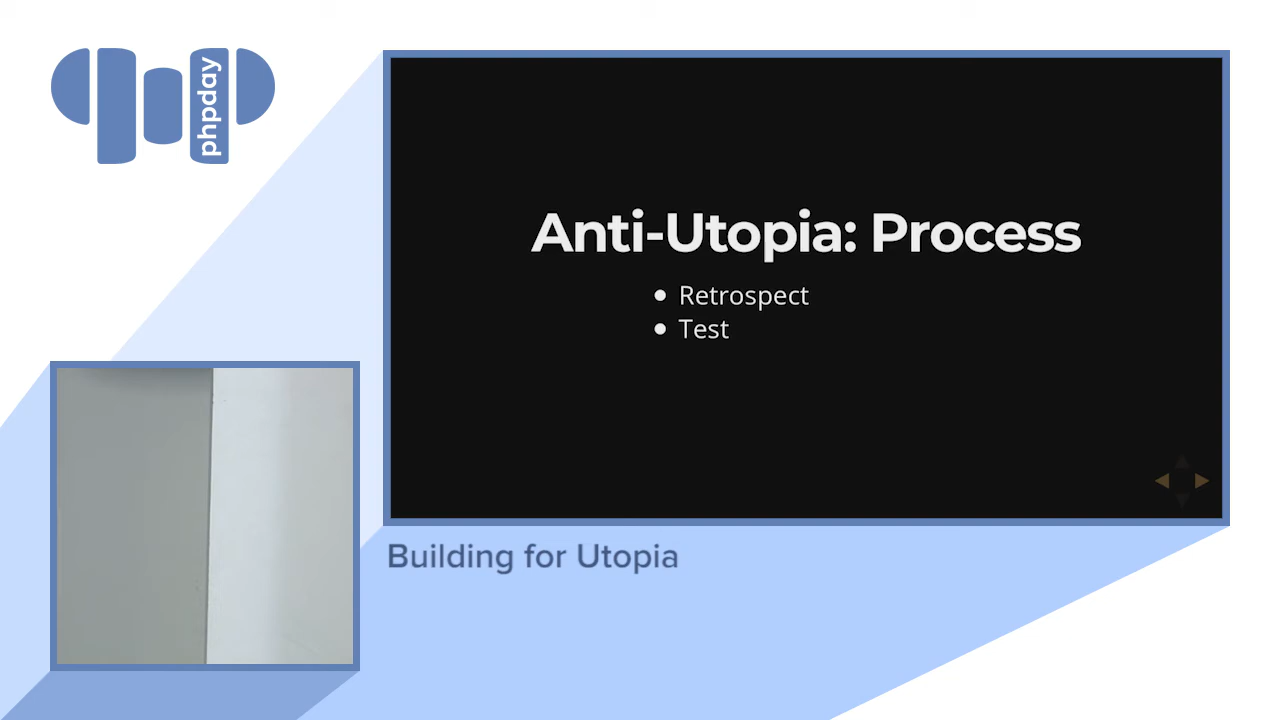 phpday
Anti-Utopia: Process
Retrospect
Test
Building for Utopia